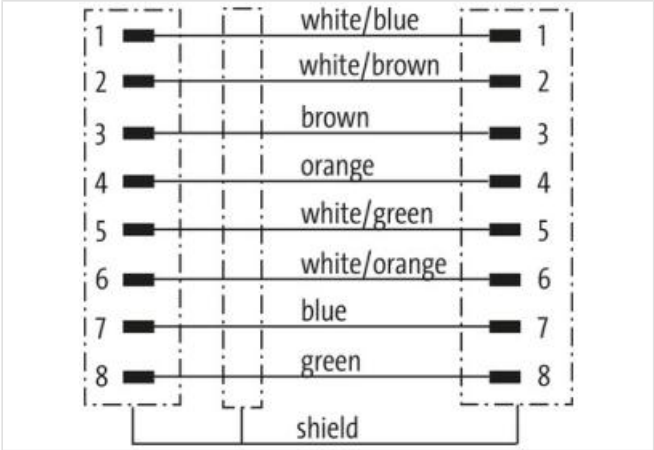 1 white/blue 1
2 white/brown 2
3 brown 3
4 orange 4
5 white/green 5
6 white/orange 6
7 blue 7
8 green 8
shield